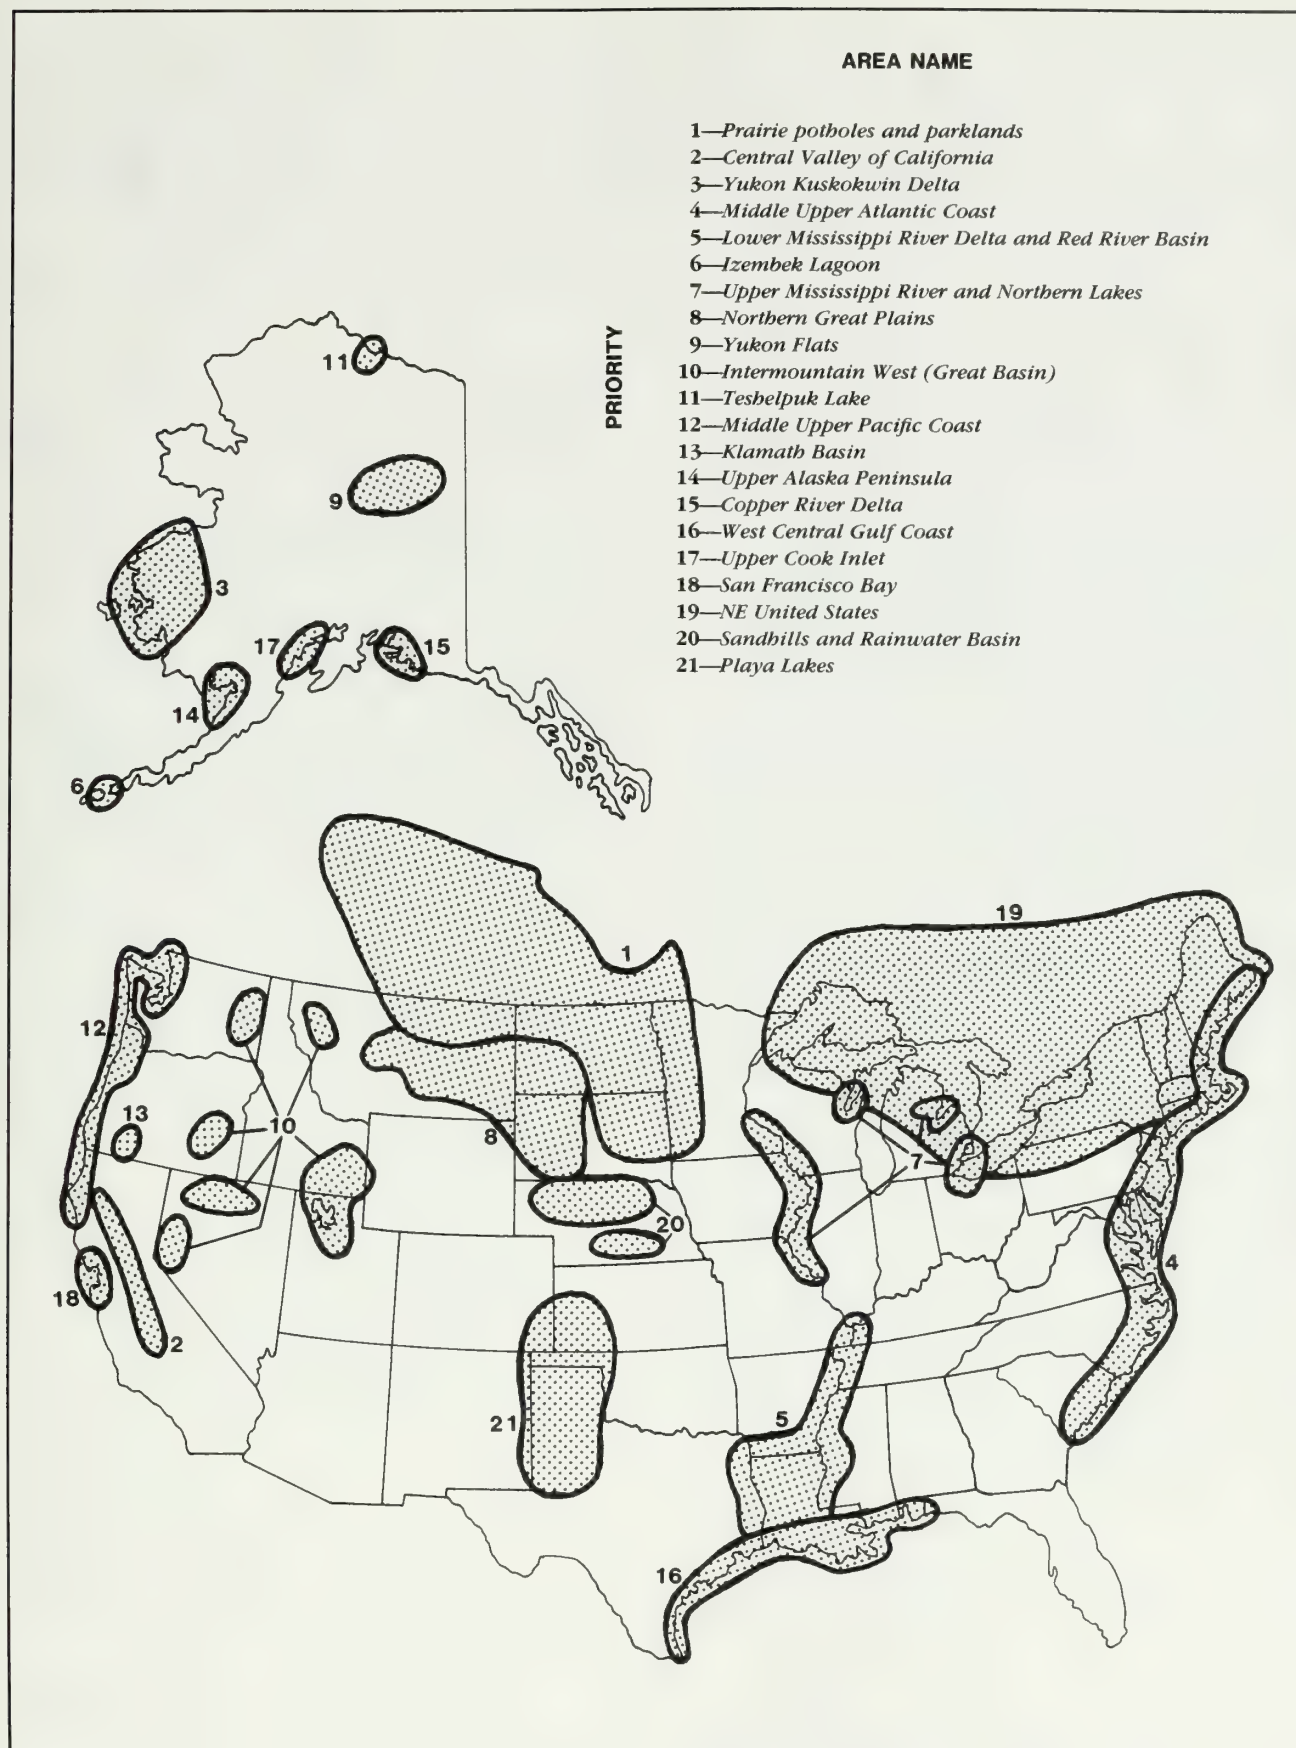 AREA NAME
PRIORITY
1—Prairie potholes and parklands
2—Central Valley of California
3—Yukon Kuskokwin Delta
4—Middle Upper Atlantic Coast
5—Lower Mississippi River Delta and Red River Basin
6—Izembek Lagoon
7—Upper Mississippi River and Northern Lakes
8—Northern Great Plains
9—Yukon Flats
10—Intermountain West (Great Basin)
11—Teshelpuk Lake
12—Middle Upper Pacific Coast
13—Klamath Basin
14—Upper Alaska Peninsula
15—Copper River Delta
16—West Central Gulf Coast
17—Upper Cook Inlet
18—San Francisco Bay
19—NE United States
20—Sandhills and Rainwater Basin
21—Playa Lakes
11
9
3
17
15
14
6
19
1
12
13
10
8
7
20
4
18
2
21
5
16